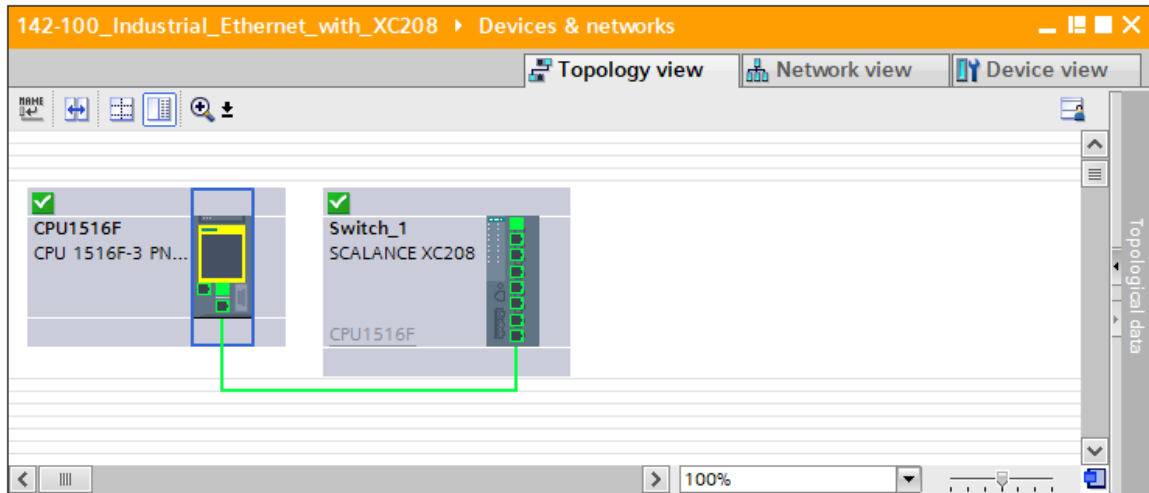 142-100_Industrial_Ethernet_with_XC208 ▸ Devices & networks
Topology view
Network view
Device view
NAME
CPU1516F
CPU 1516F-3 PN...
Switch_1
SCALANCE XC208
CPU1516F
Topological data
100%